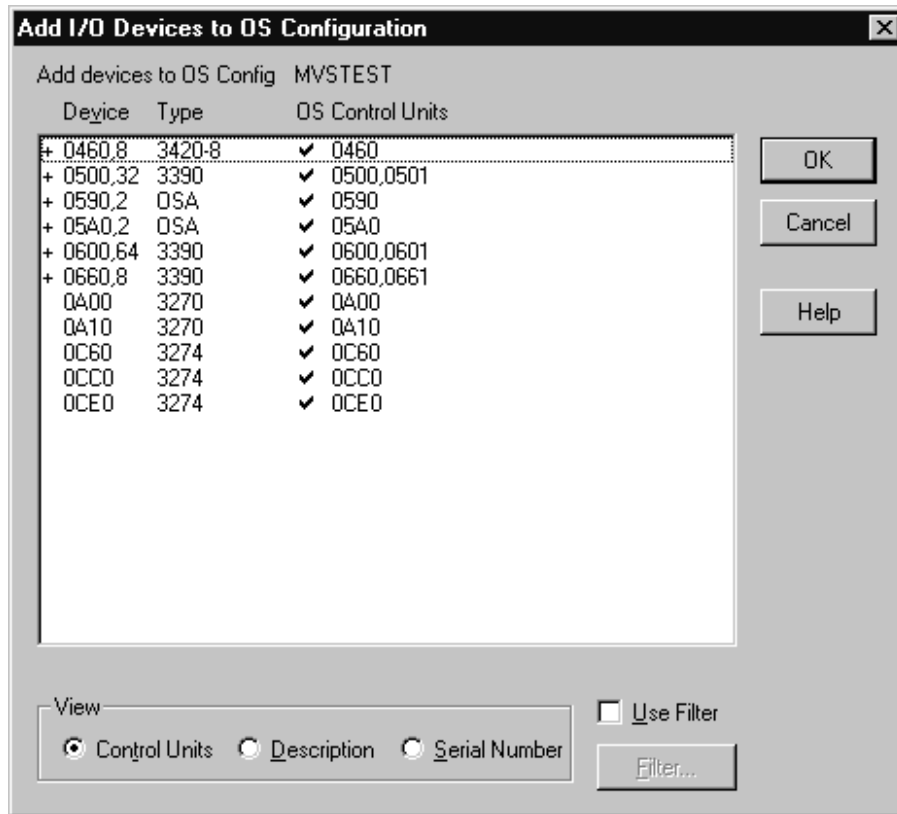 Add I/O Devices to OS Configuration
Add devices to OS Config MVSTEST
Device Type OS Control Units
+ 0460,8 3420-8 ✔ 0460
+ 0500,32 3390 ✔ 0500,0501
+ 0590,2 OSA ✔ 0590
+ 05A0,2 OSA ✔ 05A0
+ 0600,64 3390 ✔ 0600,0601
+ 0660,8 3390 ✔ 0660,0661
0A00 3270 ✔ 0A00
0A10 3270 ✔ 0A10
0C60 3274 ✔ 0C60
0CC0 3274 ✔ 0CC0
0CE0 3274 ✔ 0CE0
OK
Cancel
Help
View
Control Units Description Serial Number
Use Filter
Filter...